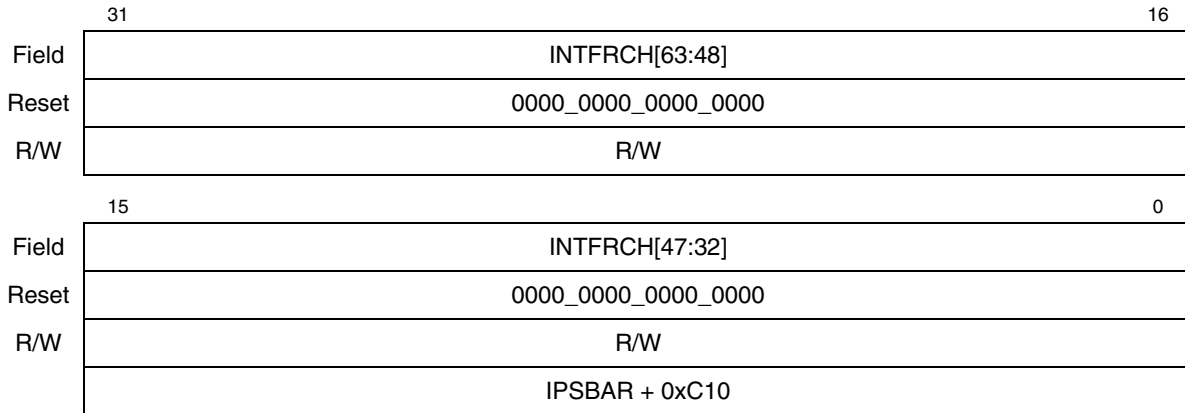 31 16
Field INTFRCH[63:48]
Reset 0000_0000_0000_0000
R/W R/W
15 0
Field INTFRCH[47:32]
Reset 0000_0000_0000_0000
R/W R/W
IPSBAR + 0xC10